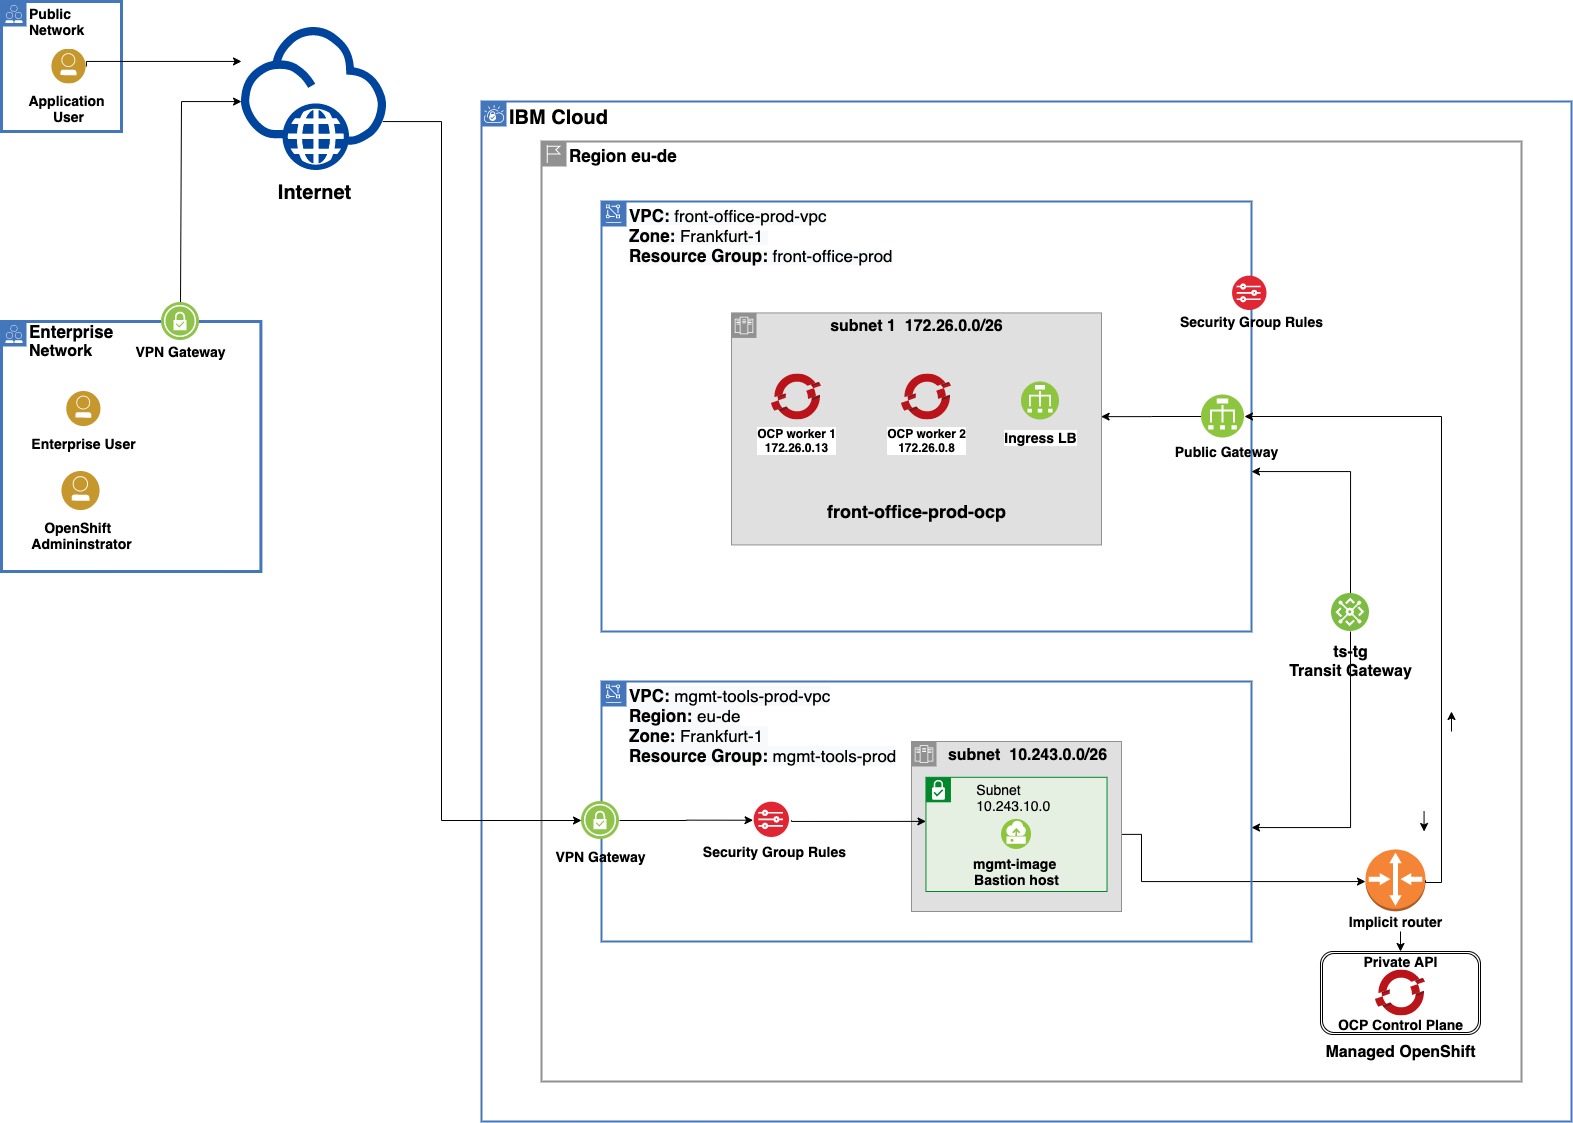 Public
Network
Application
User
Internet
Enterprise
Network
VPN Gateway
Enterprise User
OpenShift
Admininstrator
IBM Cloud
Region eu-de
VPC: front-office-prod-vpc
Zone: Frankfurt-1
Resource Group: front-office-prod
Security Group Rules
subnet 1 172.26.0.0/26
OCP worker 1
172.26.0.13
OCP worker 2
172.26.0.8
Ingress LB
front-office-prod-ocp
Public Gateway
ts-tg
Transit Gateway
VPC: mgmt-tools-prod-vpc
Region: eu-de
Zone: Frankfurt-1
Resource Group: mgmt-tools-prod
subnet 10.243.0.0/26
Subnet
10.243.10.0
mgmt-image
Bastion host
VPN Gateway
Security Group Rules
Implicit router
Private API
OCP Control Plane
Managed OpenShift